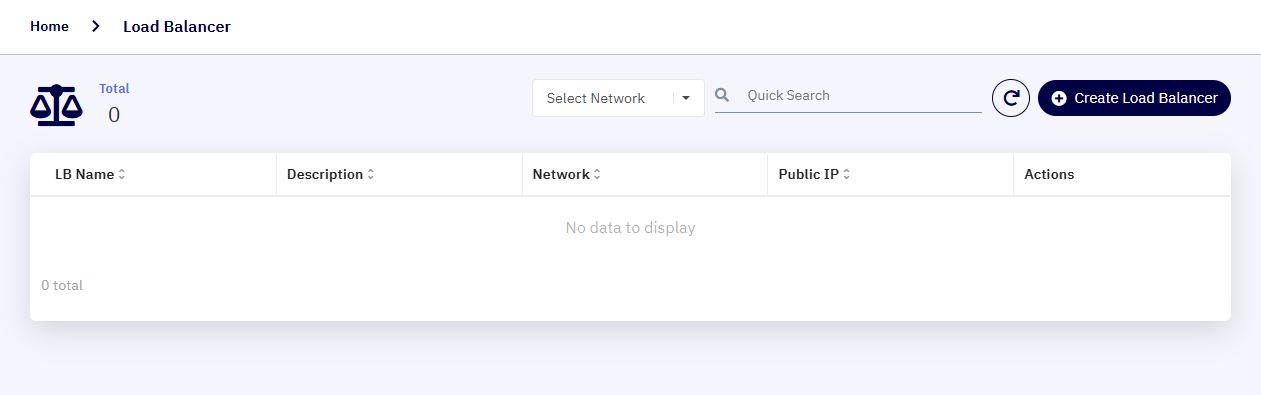 Home Load Balancer
Total
0
Select Network
Quick Search
Create Load Balancer
LB Name Description Network Public IP Actions
No data to display
0 total